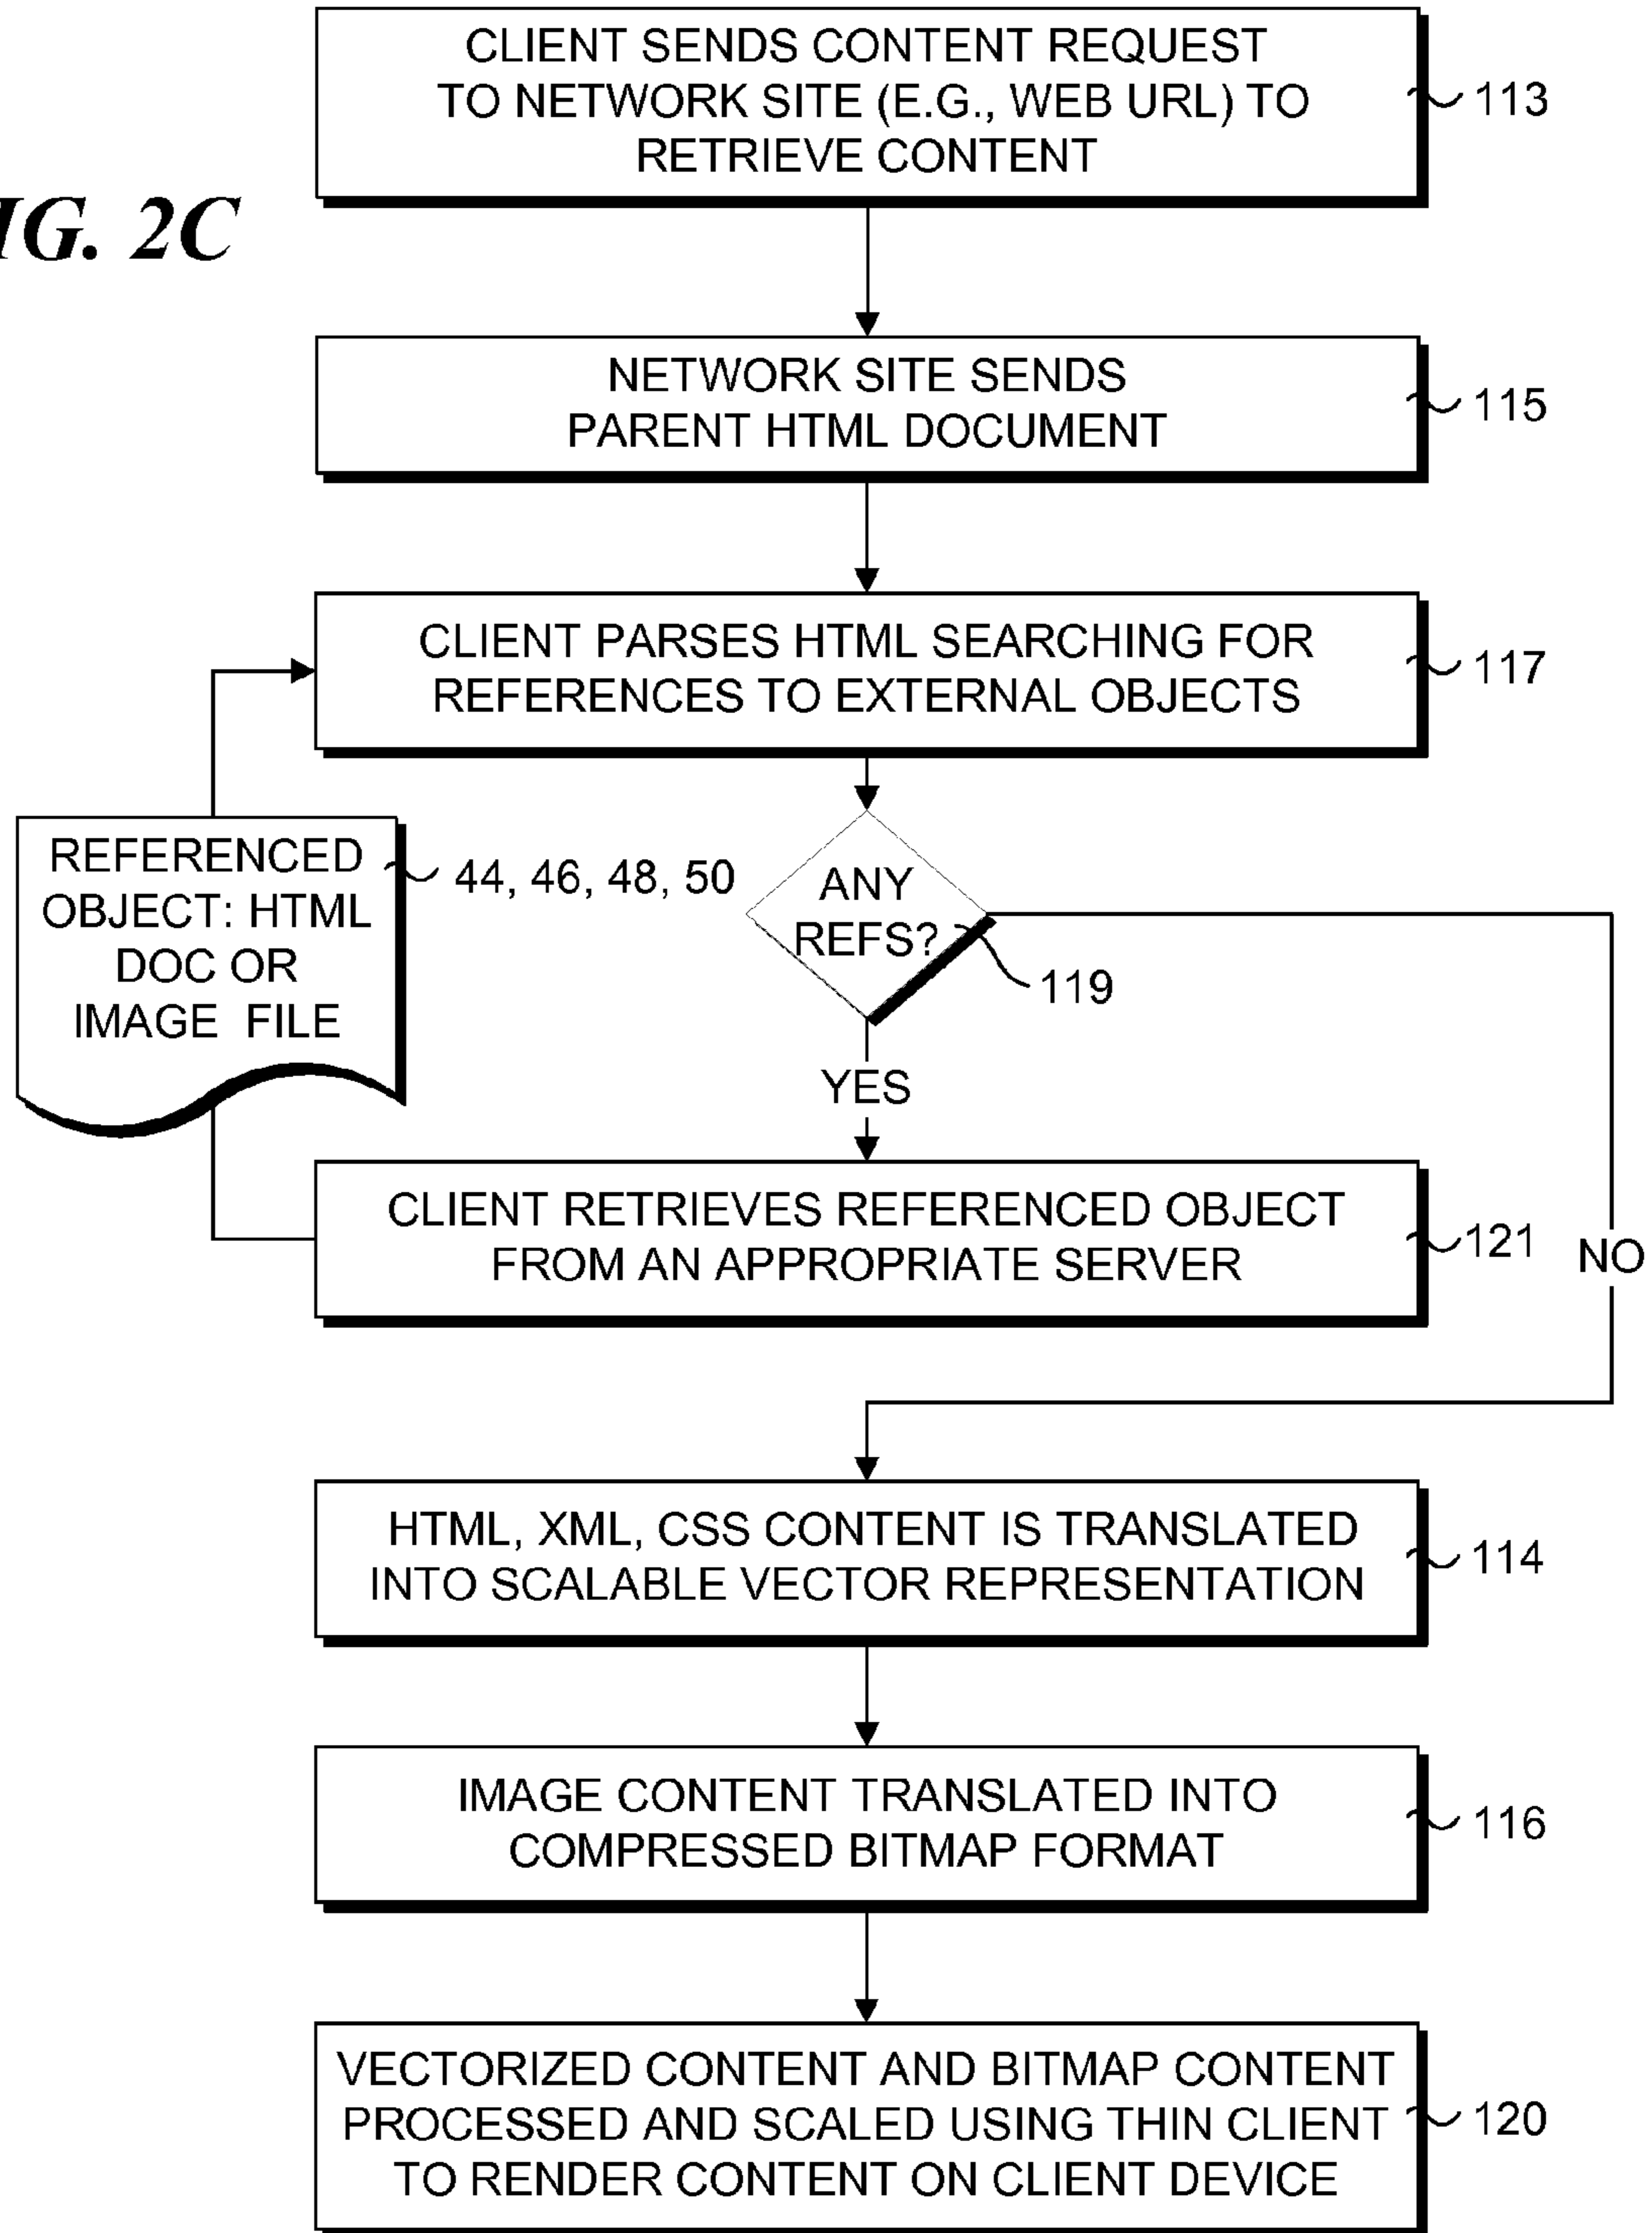 CLIENT SENDS CONTENT REQUEST
TO NETWORK SITE (E.G., WEB URL) TO
RETRIEVE CONTENT
113
IG. 2C
NETWORK SITE SENDS
PARENT HTML DOCUMENT
115
CLIENT PARSES HTML SEARCHING FOR
REFERENCES TO EXTERNAL OBJECTS
117
REFERENCED
OBJECT: HTML
DOC OR
IMAGE FILE
44, 46, 48, 50
ANY
REFS?
119
YES
CLIENT RETRIEVES REFERENCED OBJECT
FROM AN APPROPRIATE SERVER
121
NO
HTML, XML, CSS CONTENT IS TRANSLATED
INTO SCALABLE VECTOR REPRESENTATION
114
IMAGE CONTENT TRANSLATED INTO
COMPRESSED BITMAP FORMAT
116
VECTORIZED CONTENT AND BITMAP CONTENT
PROCESSED AND SCALED USING THIN CLIENT
TO RENDER CONTENT ON CLIENT DEVICE
120